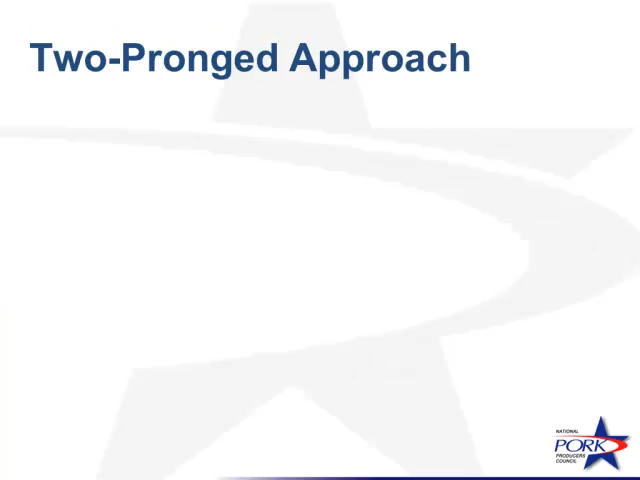 Two-Pronged Approach
NATIONAL
PORK
PRODUCERS
COUNCIL